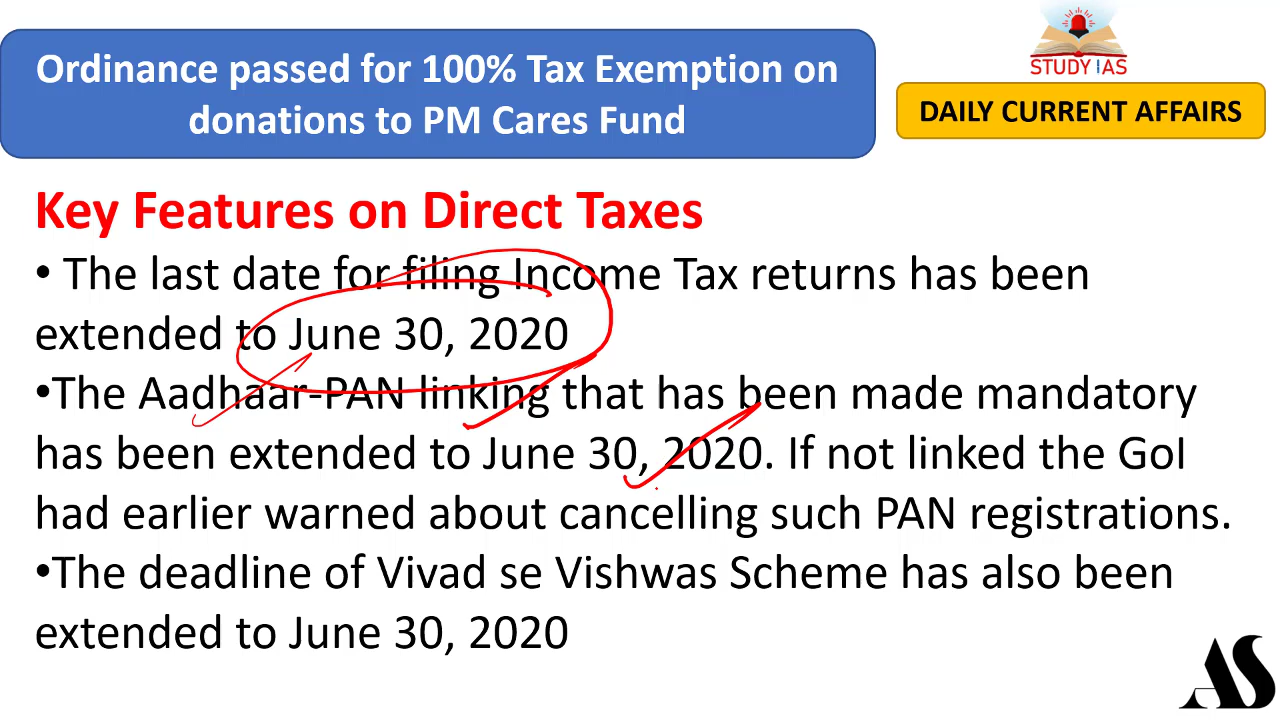 Ordinance passed for 100% Tax Exemption on
donations to PM Cares Fund
STUDY IAS
DAILY CURRENT AFFAIRS
Key Features on Direct Taxes
• The last date for filing Income Tax returns has been
extended to June 30, 2020
•The Aadhaar-PAN linking that has been made mandatory
has been extended to June 30, 2020. If not linked the GoI
had earlier warned about cancelling such PAN registrations.
•The deadline of Vivad se Vishwas Scheme has also been
extended to June 30, 2020
AS